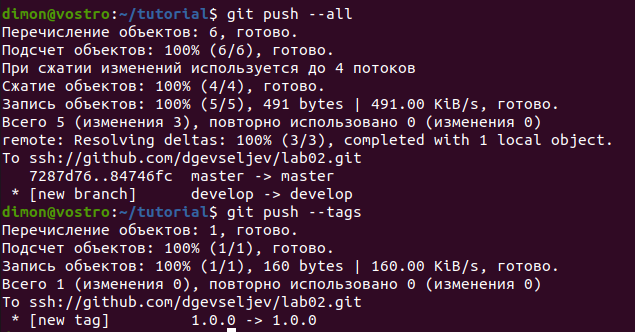 dimon@vostro:~/tutorial$ git push --all
Перечисление объектов: 6, готово.
Подсчет объектов: 100% (6/6), готово.
При сжатии изменений используется до 4 потоков
Сжатие объектов: 100% (4/4), готово.
Запись объектов: 100% (5/5), 491 bytes | 491.00 KiB/s, готово.
Всего 5 (изменения 3), повторно использовано 0 (изменения 0)
remote: Resolving deltas: 100% (3/3), completed with 1 local object.
To ssh://github.com/dgevseljev/lab02.git
   7287d76..84746fc  master -> master
 * [new branch]      develop -> develop
dimon@vostro:~/tutorial$ git push --tags
Перечисление объектов: 1, готово.
Подсчет объектов: 100% (1/1), готово.
Запись объектов: 100% (1/1), 160 bytes | 160.00 KiB/s, готово.
Всего 1 (изменения 0), повторно использовано 0 (изменения 0)
To ssh://github.com/dgevseljev/lab02.git
 * [new tag]         1.0.0 -> 1.0.0